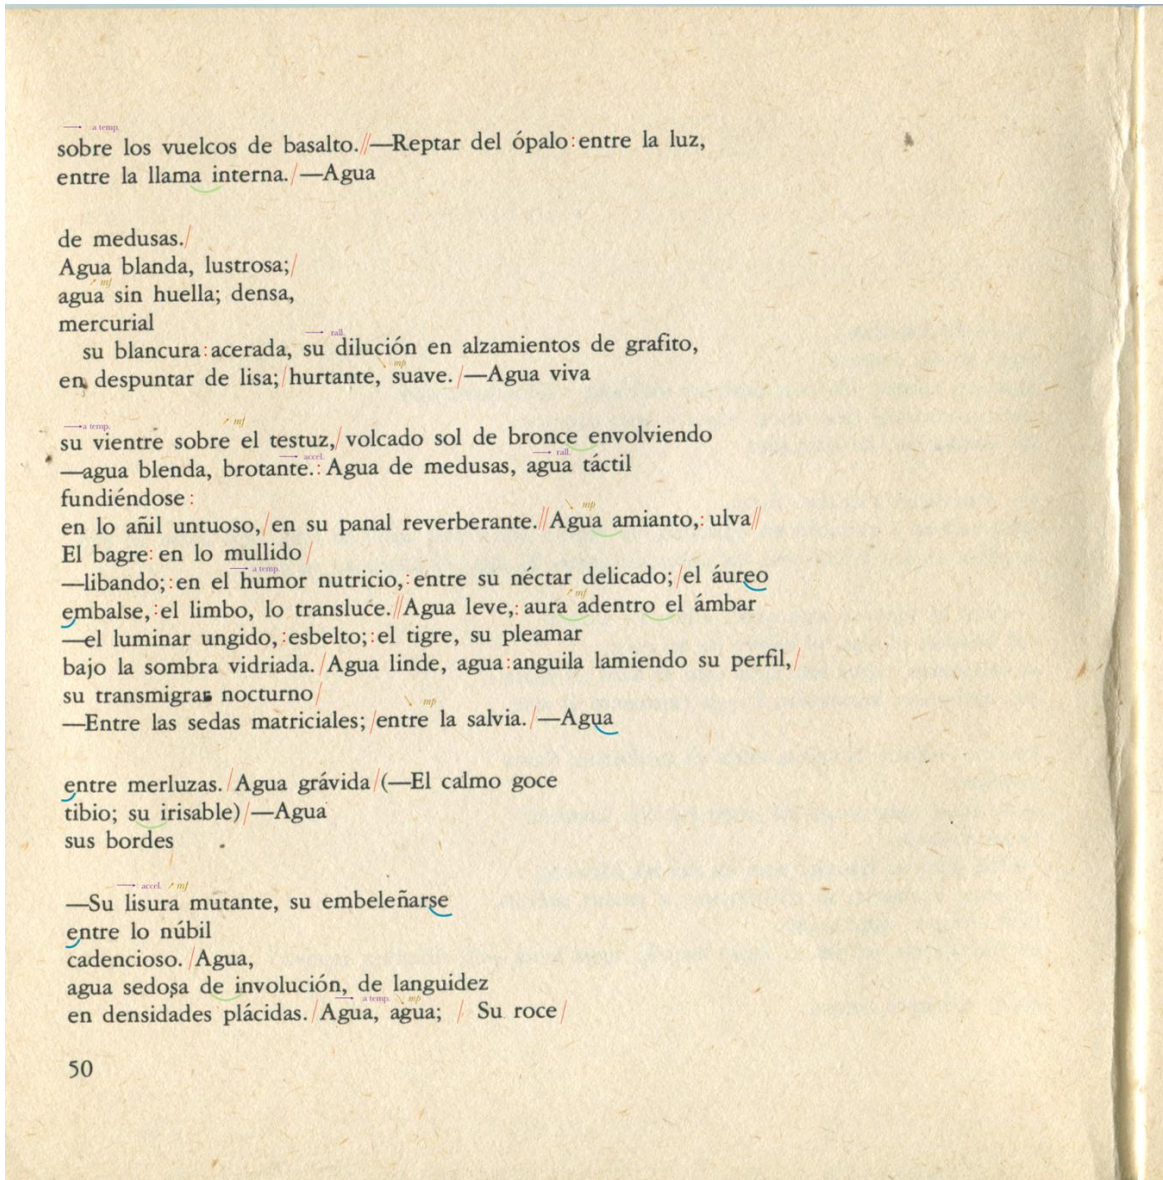 → a temp.
sobre los vuelcos de basalto.//—Reptar del ópalo:entre la luz,
entre la llama interna./—Agua
de medusas./
Agua blanda, lustrosa;/
mf
agua sin huella; densa,
mercurial
→ rall.
su blancura:acerada, su dilución en alzamientos de grafito,
mp
en despuntar de lisa;/hurtante, suave./—Agua viva
→ a temp. mf
su vientre sobre el testuz,/volcado sol de bronce envolviendo
→ accel. → rall.
—agua blenda, brotante.:Agua de medusas, agua táctil
fundiéndose:
mp
en lo añil untuoso,/en su panal reverberante.//Agua amianto,:ulva//
El bagre:en lo mullido/
→ a temp.
—libando;:en el humor nutricio,:entre su néctar delicado;/el áureo
mf
embalse,:el limbo, lo transluce.//Agua leve,:aura adentro el ámbar
—el luminar ungido,:esbelto;:el tigre, su pleamar
bajo la sombra vidriada./Agua linde, agua:anguila lamiendo su perfil,/
su transmigrar nocturno/
mp
—Entre las sedas matriciales;/entre la salvia./—Agua
entre merluzas./Agua grávida/(—El calmo goce
tibio; su irisable)/—Agua
sus bordes
→ accel. mf
—Su lisura mutante, su embeleñarse
entre lo núbil
cadencioso./Agua,
agua sedosa de involución, de languidez
→ a temp. mp
en densidades plácidas./Agua, agua; / Su roce/
50